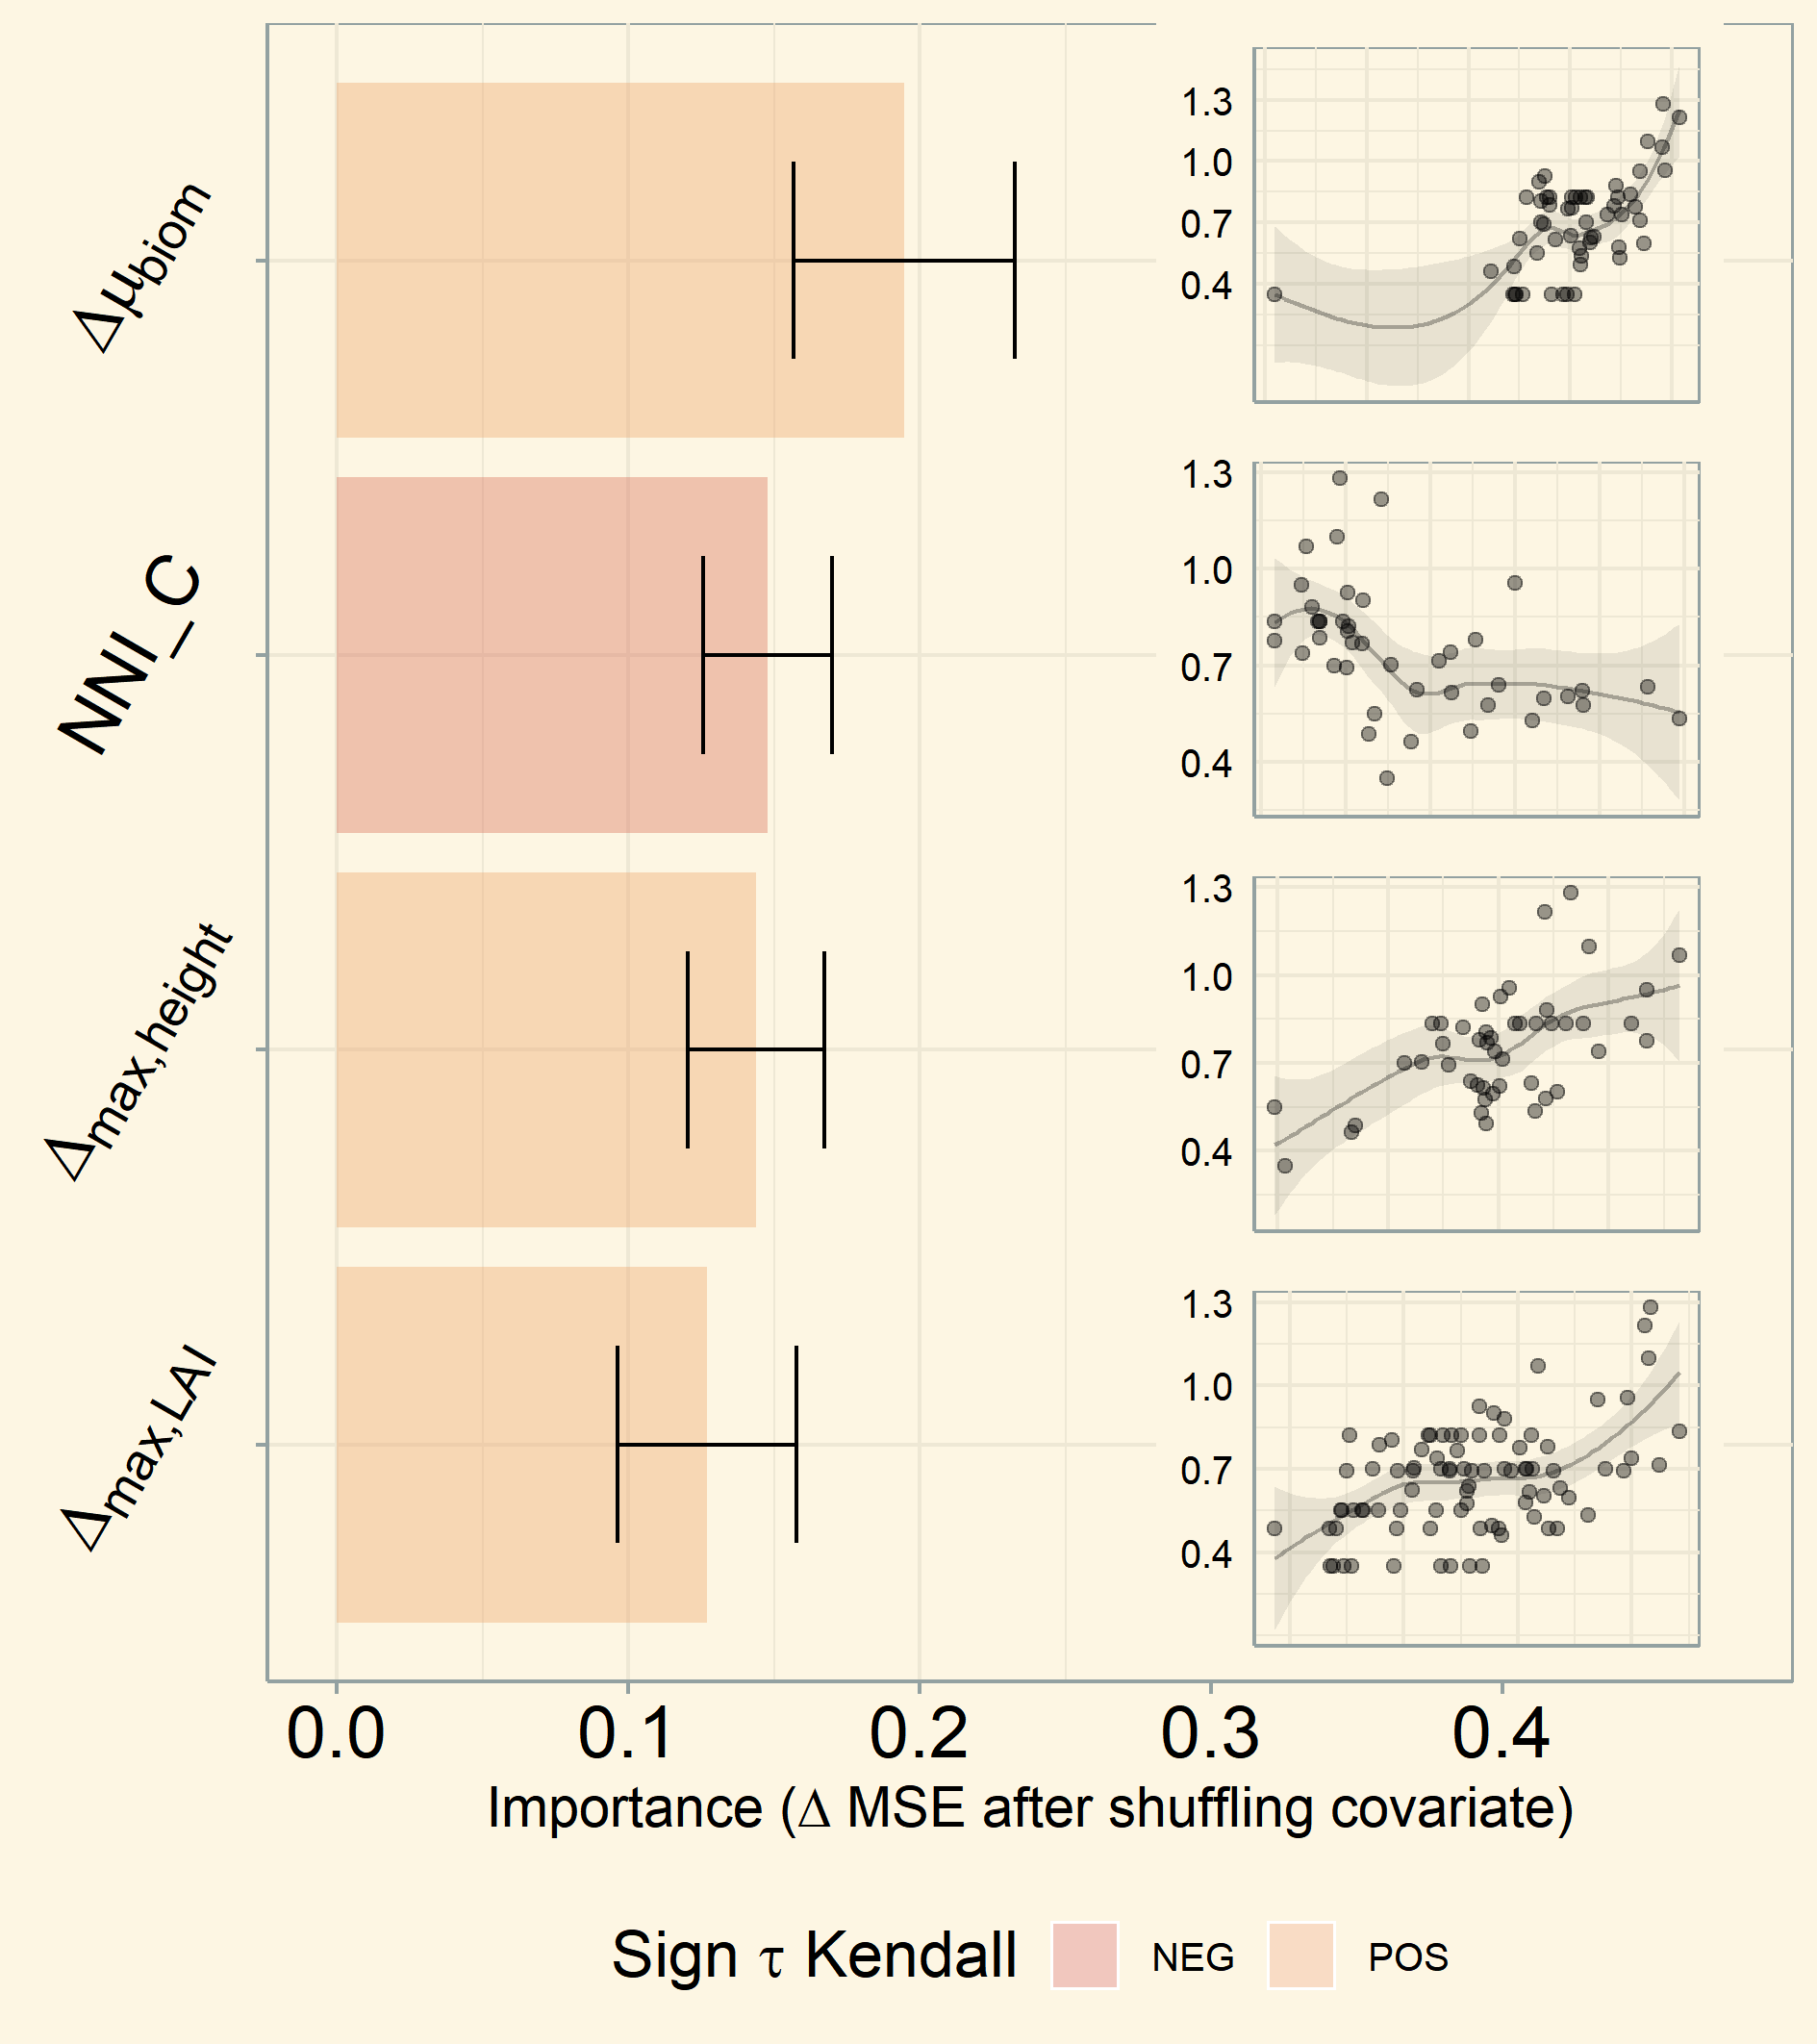 Δμbiom
1.3
1.0
0.7
0.4
NNI_C
1.3
1.0
0.7
0.4
Δmax,height
1.3
1.0
0.7
0.4
Δmax,LAI
1.3
1.0
0.7
0.4
0.0 0.1 0.2 0.3 0.4
Importance (Δ MSE after shuffling covariate)
Sign τ Kendall NEG POS